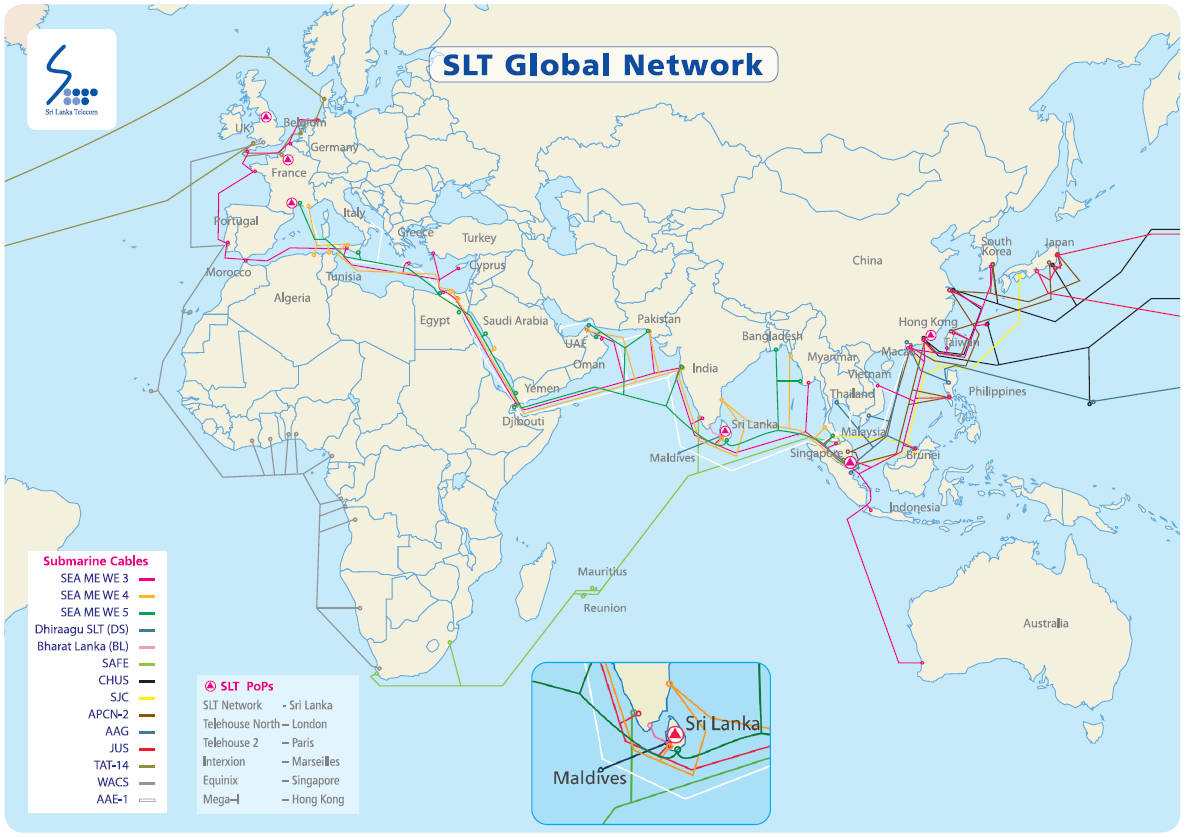 SLT Global Network
Sri Lanka Telecom
UK
Belgium
Germany
France
Portugal
Italy
Greece
Turkey
Cyprus
Morocco
Tunisia
Algeria
Egypt
Saudi Arabia
UAE
Oman
Yemen
Djibouti
Pakistan
India
Bangladesh
Myanmar
China
South
Korea
Japan
Hong Kong
Macau
Taiwan
Vietnam
Thailand
Philippines
Sri Lanka
Maldives
Malaysia
Singapore
Brunei
Indonesia
Mauritius
Reunion
Australia
Submarine Cables
SEA ME WE 3
SEA ME WE 4
SEA ME WE 5
Dhiraagu SLT (DS)
Bharat Lanka (BL)
SAFE
CHUS
SJC
APCN-2
AAG
JUS
TAT-14
WACS
AAE-1
SLT PoPs
SLT Network - Sri Lanka
Telehouse North – London
Telehouse 2 – Paris
Interxion – Marseilles
Equinix – Singapore
Mega-I – Hong Kong
Sri Lanka
Maldives